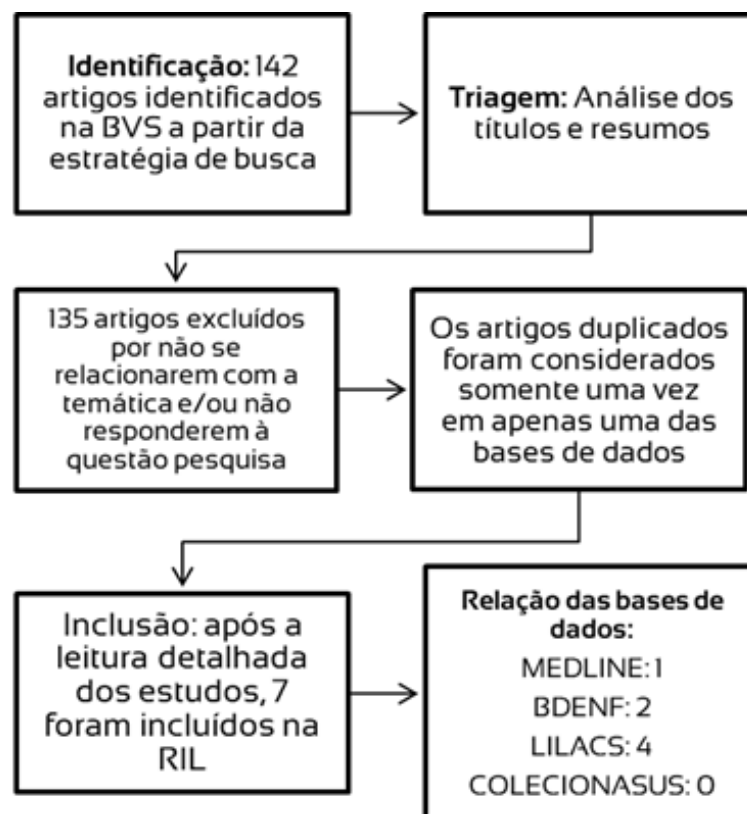 Identificação: 142
artigos identificados
na BVS a partir da
estratégia de busca
Triagem: Análise dos
títulos e resumos
135 artigos excluídos
por não se
relacionarem com a
temática e/ou não
responderem à
questão pesquisa
Os artigos duplicados
foram considerados
somente uma vez
em apenas uma das
bases de dados
Inclusão: após a
leitura detalhada
dos estudos, 7
foram incluídos na
RIL
Relação das bases de
dados:
MEDLINE: 1
BDENF: 2
LILACS: 4
COLECIONASUS: 0